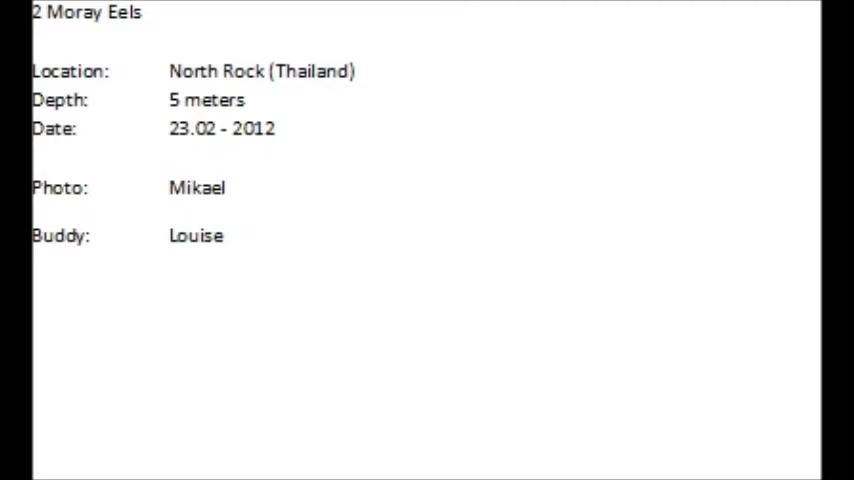 2 Moray Eels
Location: North Rock (Thailand)
Depth: 5 meters
Date: 23.02 - 2012
Photo: Mikael
Buddy: Louise